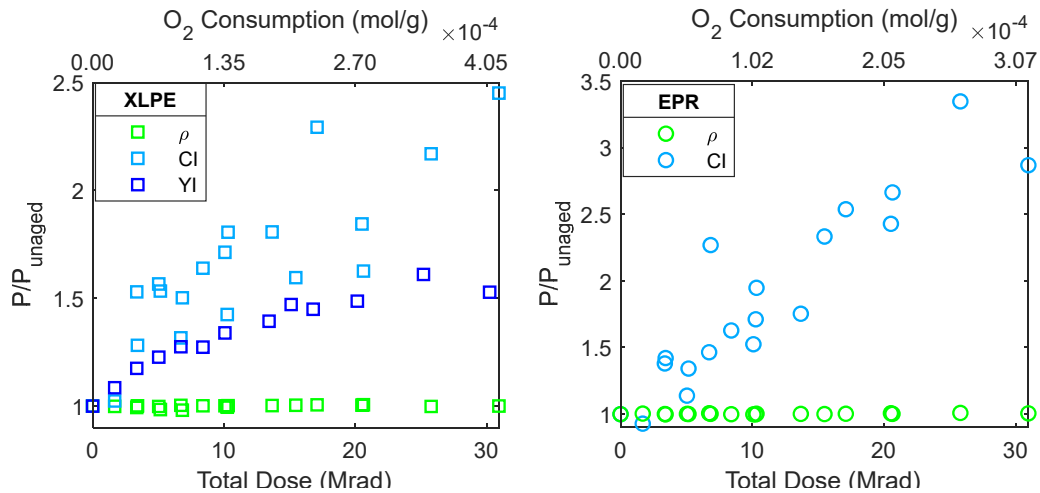 O₂ Consumption (mol/g)
×10⁻⁴
0.00 1.35 2.70 4.05
2.5
2
1.5
1
P/P_unaged
XLPE
ρ
CI
YI
0 10 20 30
Total Dose (Mrad)
O₂ Consumption (mol/g)
×10⁻⁴
0.00 1.02 2.05 3.07
3.5
3
2.5
2
1.5
1
P/P_unaged
EPR
ρ
CI
0 10 20 30
Total Dose (Mrad)